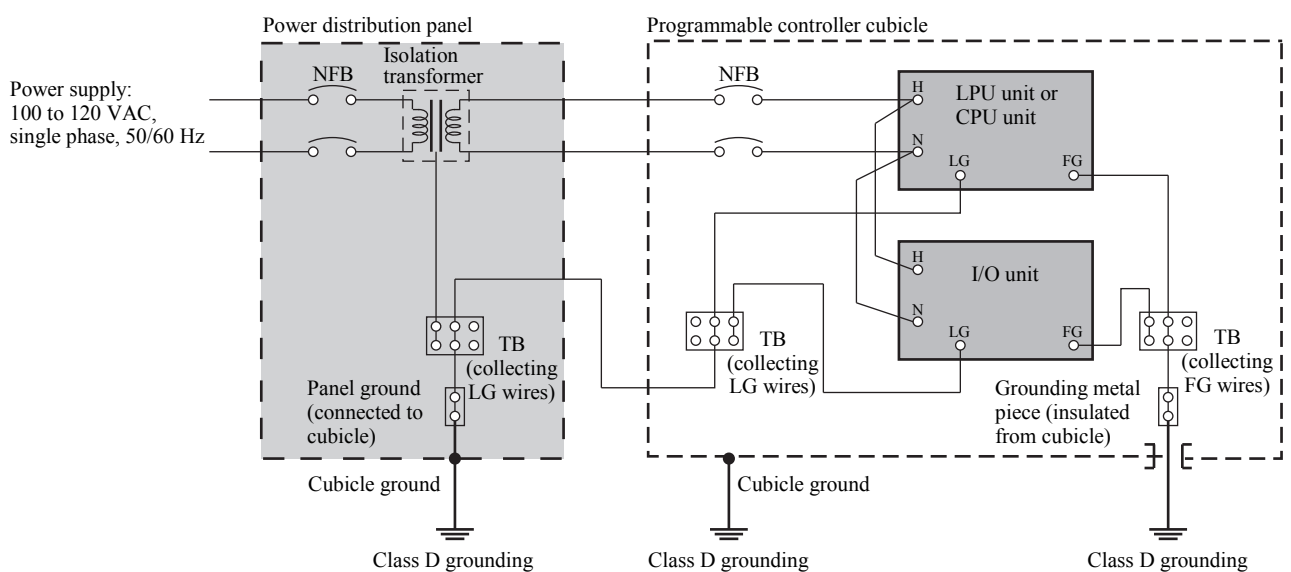 Power distribution panel
Programmable controller cubicle
Power supply:
100 to 120 VAC,
single phase, 50/60 Hz
NFB
Isolation
transformer
NFB
H
N
LG
FG
LPU unit or
CPU unit
H
N
LG
FG
I/O unit
TB
(collecting
LG wires)
TB
(collecting
LG wires)
TB
(collecting
FG wires)
Panel ground
(connected to
cubicle)
Grounding metal
piece (insulated
from cubicle)
Cubicle ground
Cubicle ground
Class D grounding
Class D grounding
Class D grounding